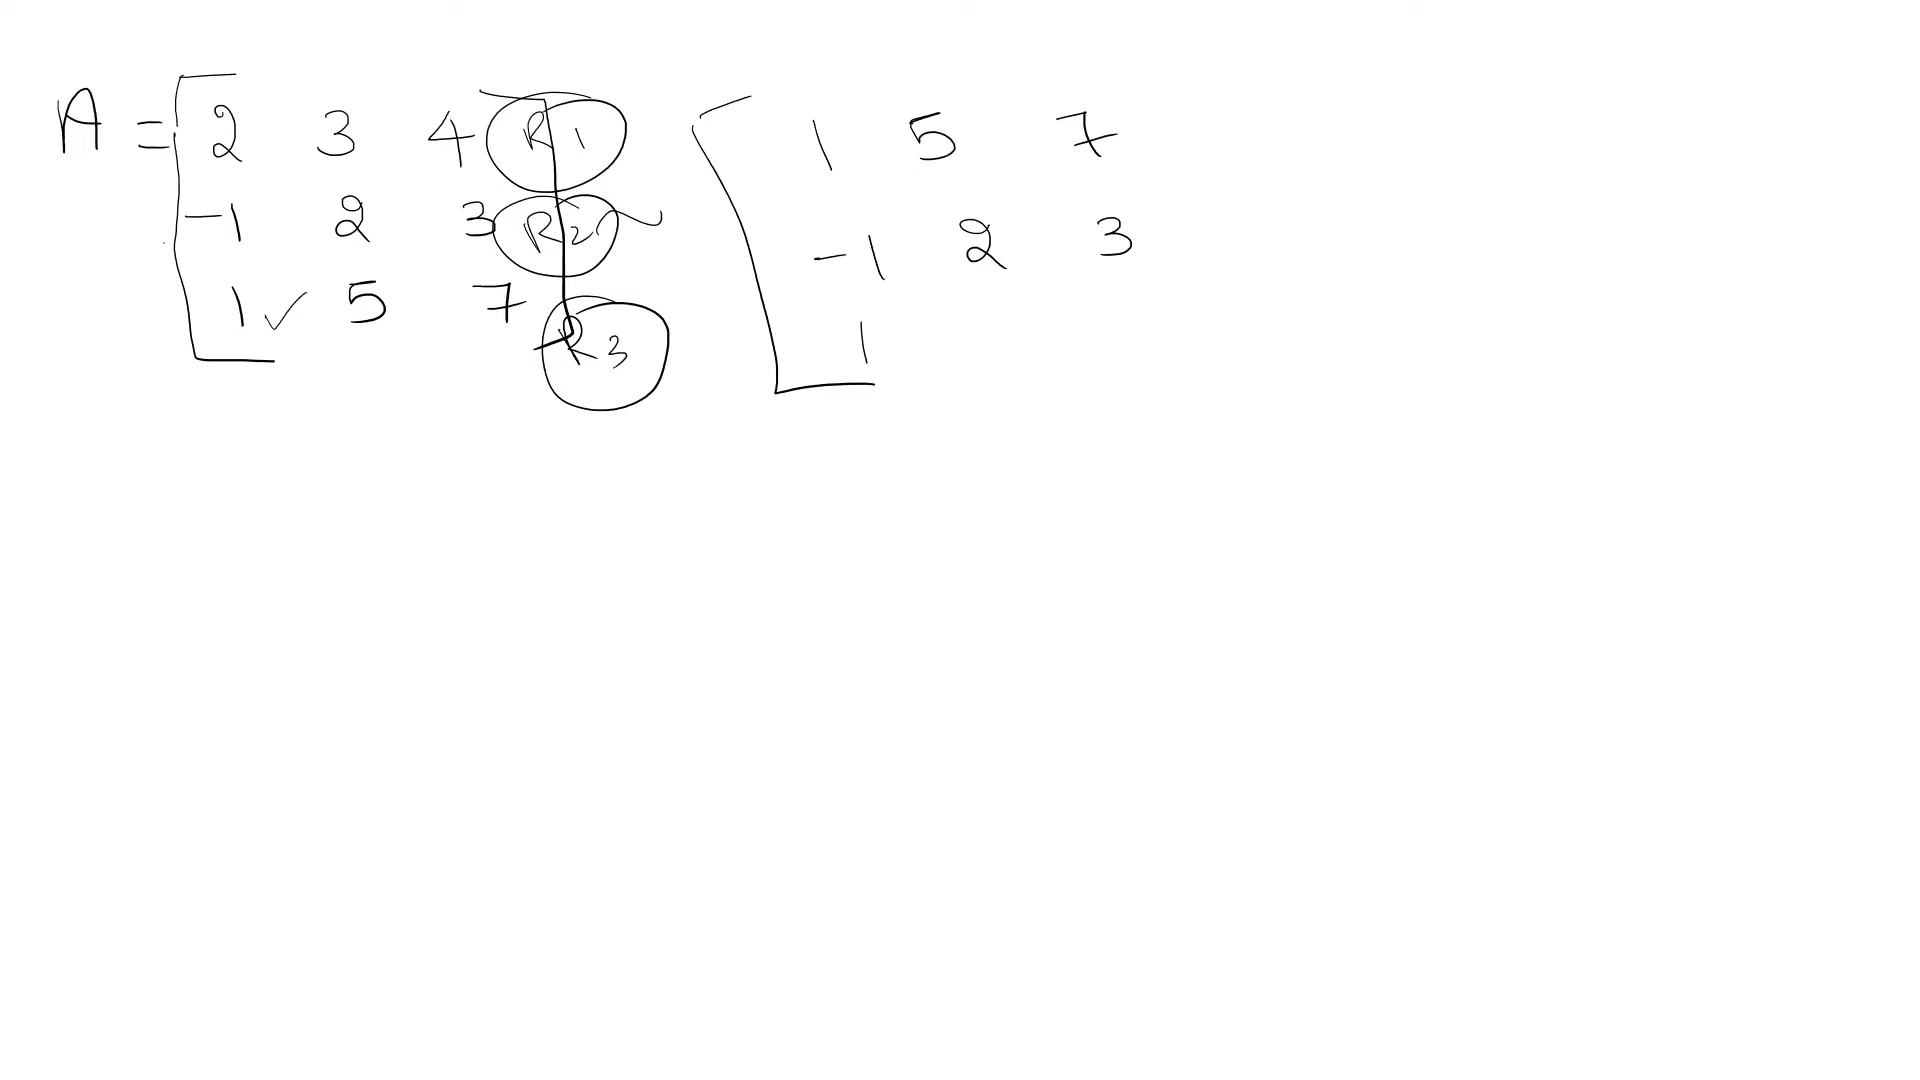 A = [ 2 3 4 ] R1 [ 1 5 7
-1 2 3 R2 ~ -1 2 3
1 ✓ 5 7 R3 1